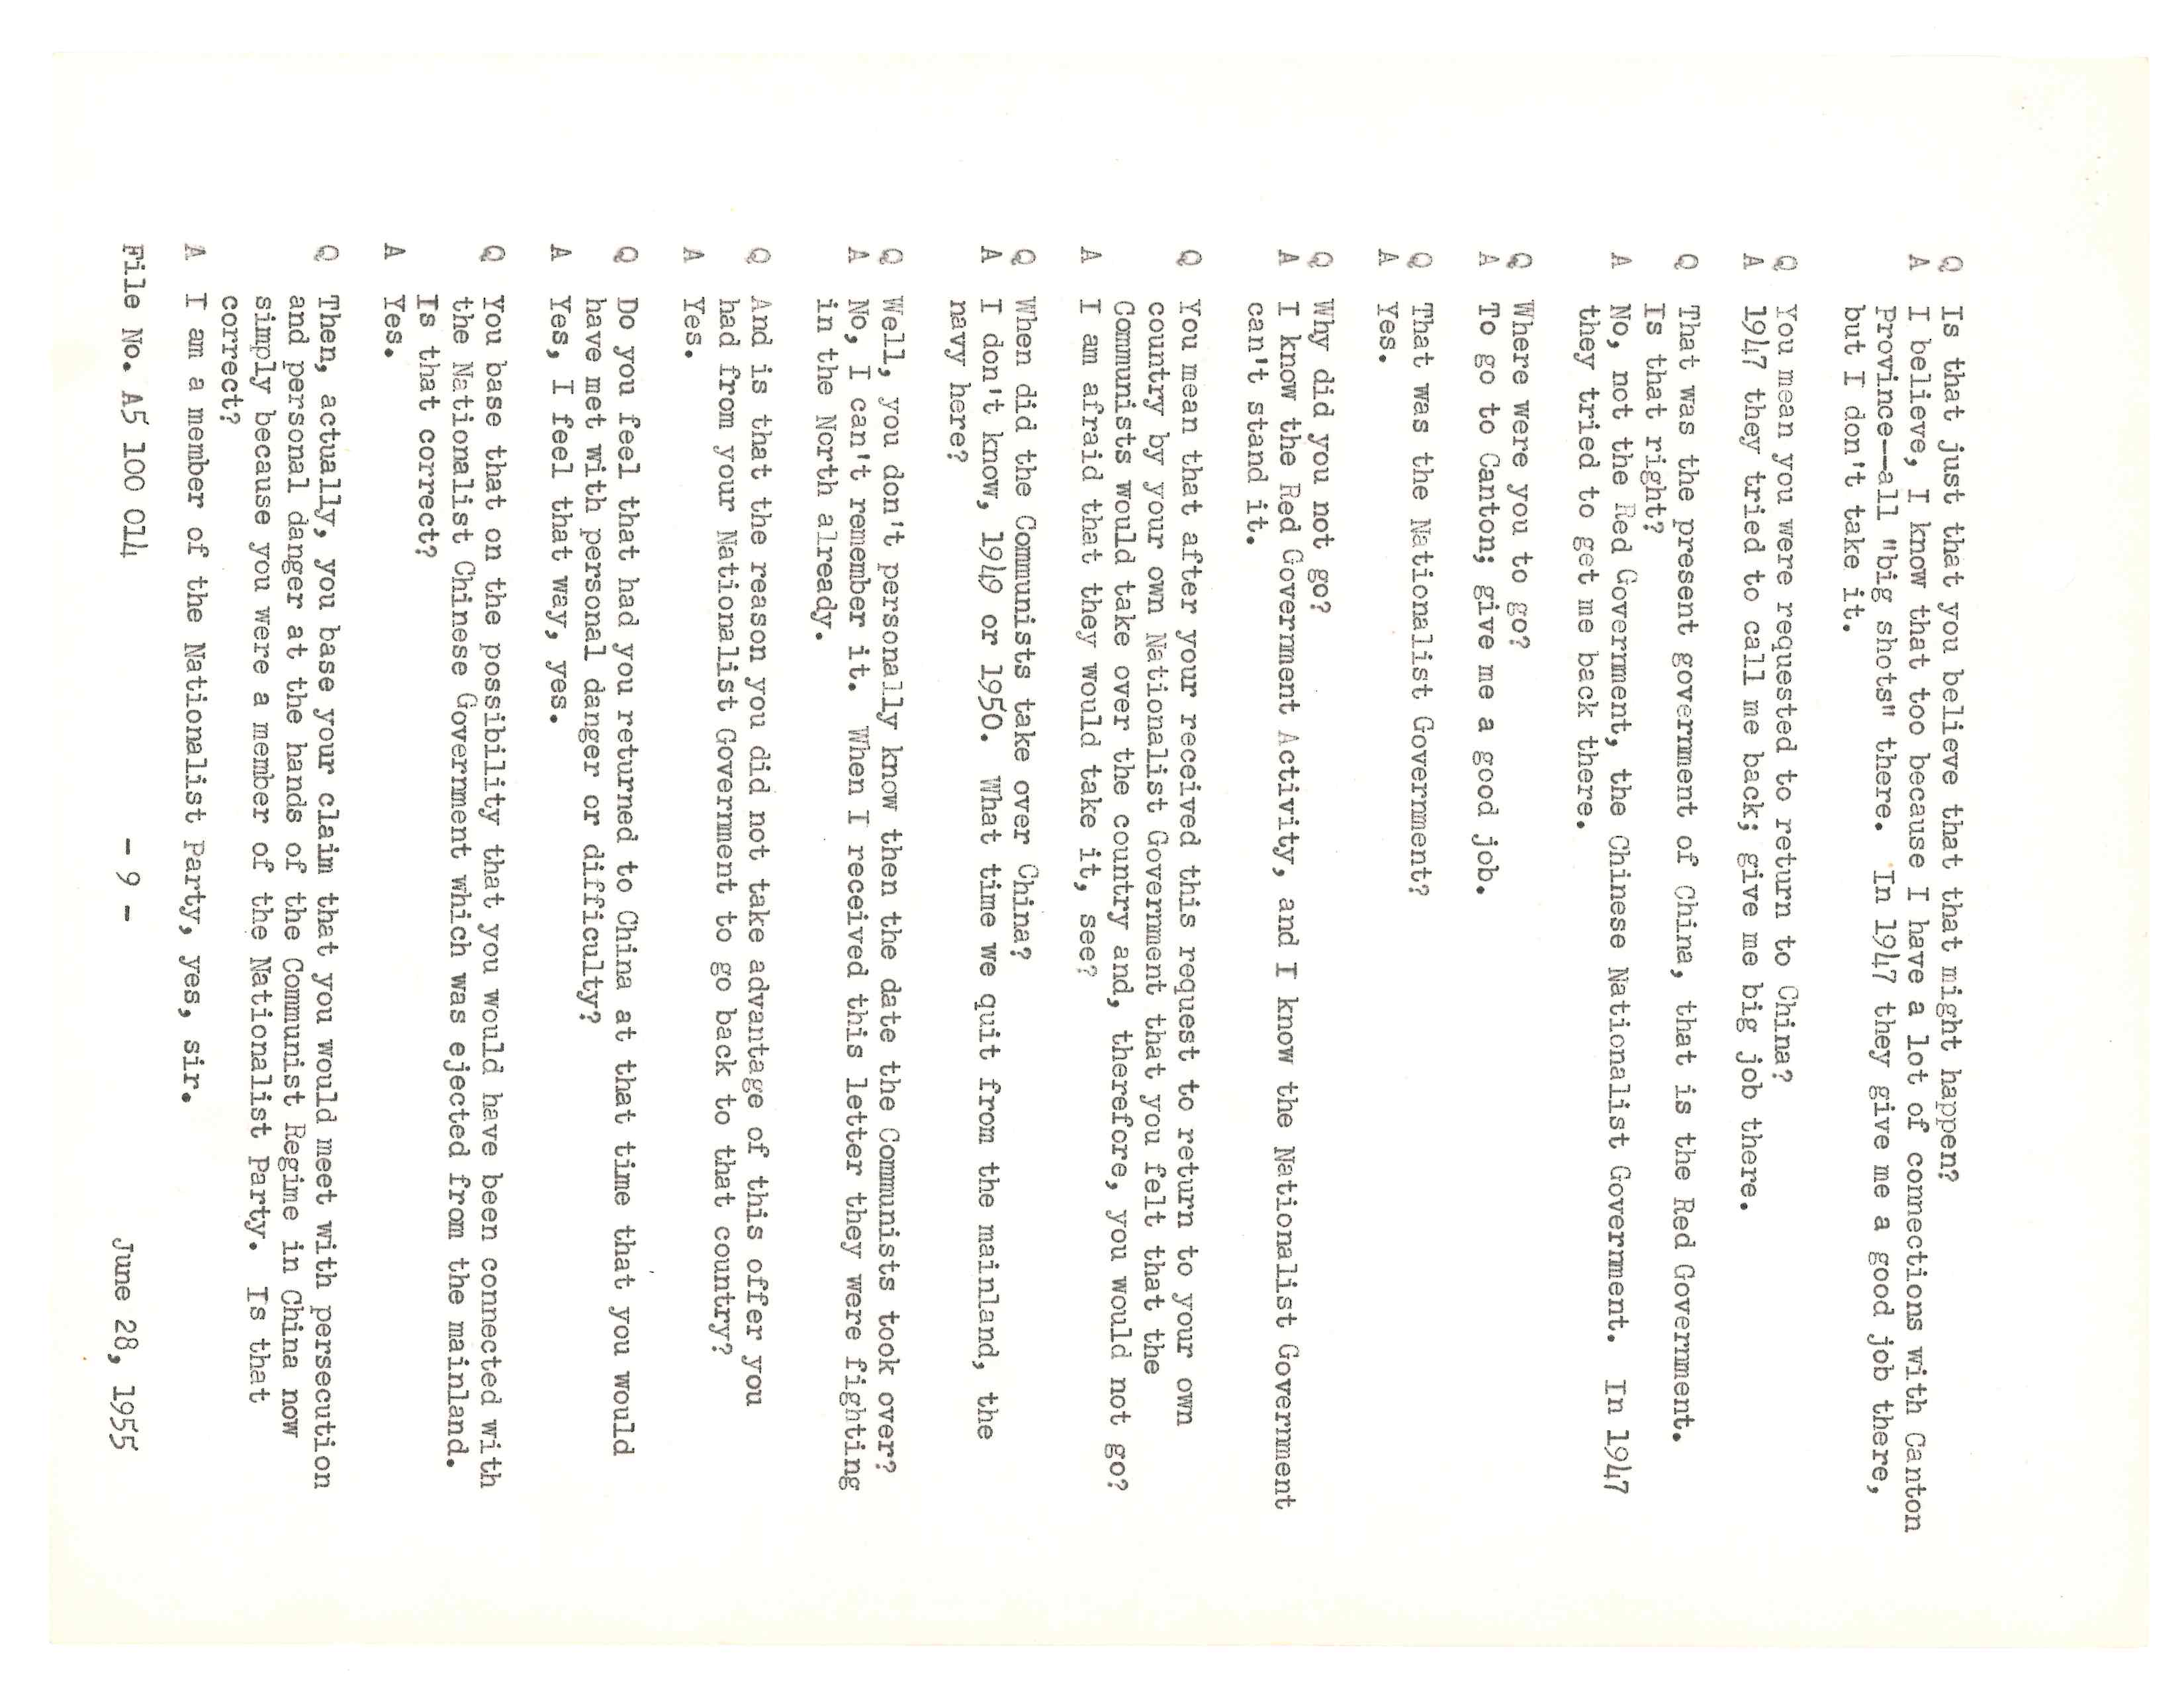 Q Is that just that you believe that that might happen?
A I believe, I know that too because I have a lot of connections with Canton
Province--all "big shots" there. In 1947 they give me a good job there,
but I don't take it.
Q You mean you were requested to return to China?
A 1947 they tried to call me back; give me big job there.
Q That was the present government of China, that is the Red Government.
Is that right?
A No, not the Red Government, the Chinese Nationalist Government. In 1947
they tried to get me back there.
Q Where were you to go?
A To go to Canton; give me a good job.
Q That was the Nationalist Government?
A Yes.
Q Why did you not go?
A I know the Red Government Activity, and I know the Nationalist Government
can't stand it.
Q You mean that after your received this request to return to your own
country by your own Nationalist Government that you felt that the
Communists would take over the country and, therefore, you would not go?
A I am afraid that they would take it, see?
Q When did the Communists take over China?
A I don't know, 1949 or 1950. What time we quit from the mainland, the
navy here?
Q Well, you don't personally know then the date the Communists took over?
A No, I can't remember it. When I received this letter they were fighting
in the North already.
Q And is that the reason you did not take advantage of this offer you
had from your Nationalist Government to go back to that country?
A Yes.
Q Do you feel that had you returned to China at that time that you would
have met with personal danger or difficulty?
A Yes, I feel that way, yes.
Q You base that on the possibility that you would have been connected with
the Nationalist Chinese Government which was ejected from the mainland.
Is that correct?
A Yes.
Q Then, actually, you base your claim that you would meet with persecution
and personal danger at the hands of the Communist Regime in China now
simply because you were a member of the Nationalist Party. Is that
correct?
A I am a member of the Nationalist Party, yes, sir.
File No. A5 100 014 - 9 - June 28, 1955